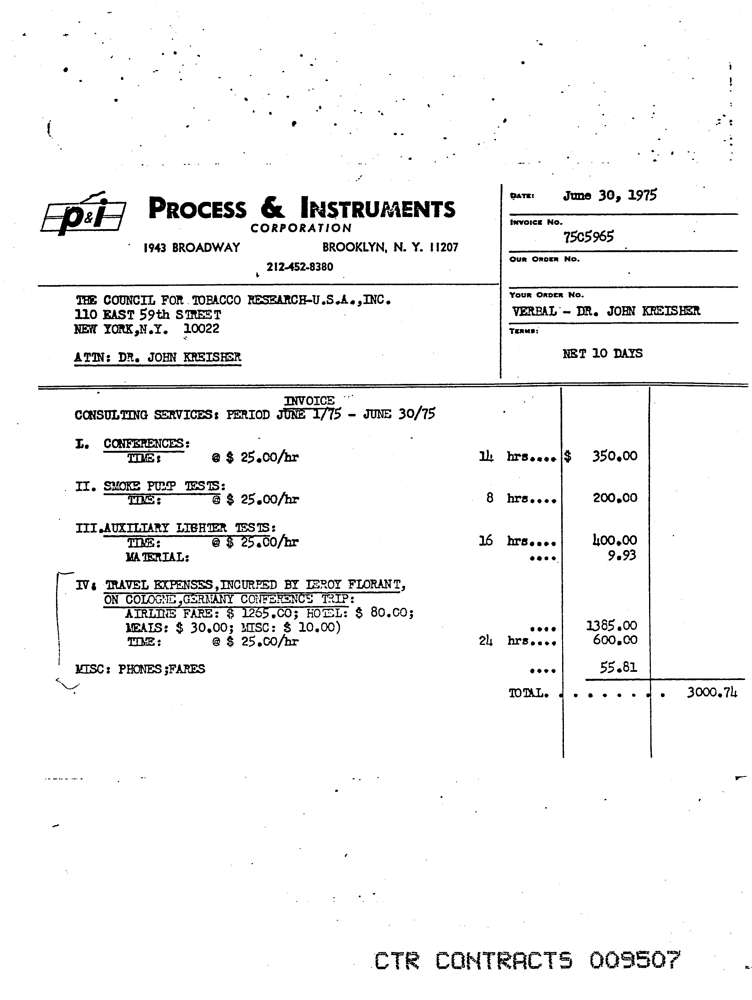 p&i
PROCESS & INSTRUMENTS
CORPORATION
1943 BROADWAY BROOKLYN, N. Y. 11207
212-452-8380
DATE: June 30, 1975
INVOICE NO.
75C5965
OUR ORDER NO.
YOUR ORDER NO.
VERBAL - DR. JOHN KREISHER
TERMS:
NET 10 DAYS
THE COUNCIL FOR TOBACCO RESEARCH-U.S.A.,INC.
110 EAST 59th STREET
NEW YORK,N.Y. 10022
ATTN: DR. JOHN KREISHER
INVOICE
CONSULTING SERVICES: PERIOD JUNE 1/75 - JUNE 30/75
I. CONFERENCES:
TIME: @ $ 25.00/hr 14 hrs.... $ 350.00
II. SMOKE PUMP TESTS:
TIME: @ $ 25.00/hr 8 hrs.... 200.00
III.AUXILIARY LIGHTER TESTS:
TIME: @ $ 25.00/hr 16 hrs.... 400.00
MATERIAL: .... 9.93
IV: TRAVEL EXPENSES,INCURRED BY LEROY FLORANT,
ON COLOGNE,GERMANY CONFERENCE TRIP:
AIRLINE FARE: $ 1265.00; HOTEL: $ 80.00;
MEALS: $ 30.00; MISC: $ 10.00) .... 1385.00
TIME: @ $ 25.00/hr 24 hrs.... 600.00
MISC: PHONES;FARES .... 55.81
TOTAL. . . . . . . . 3000.74
CTR CONTRACTS 009507